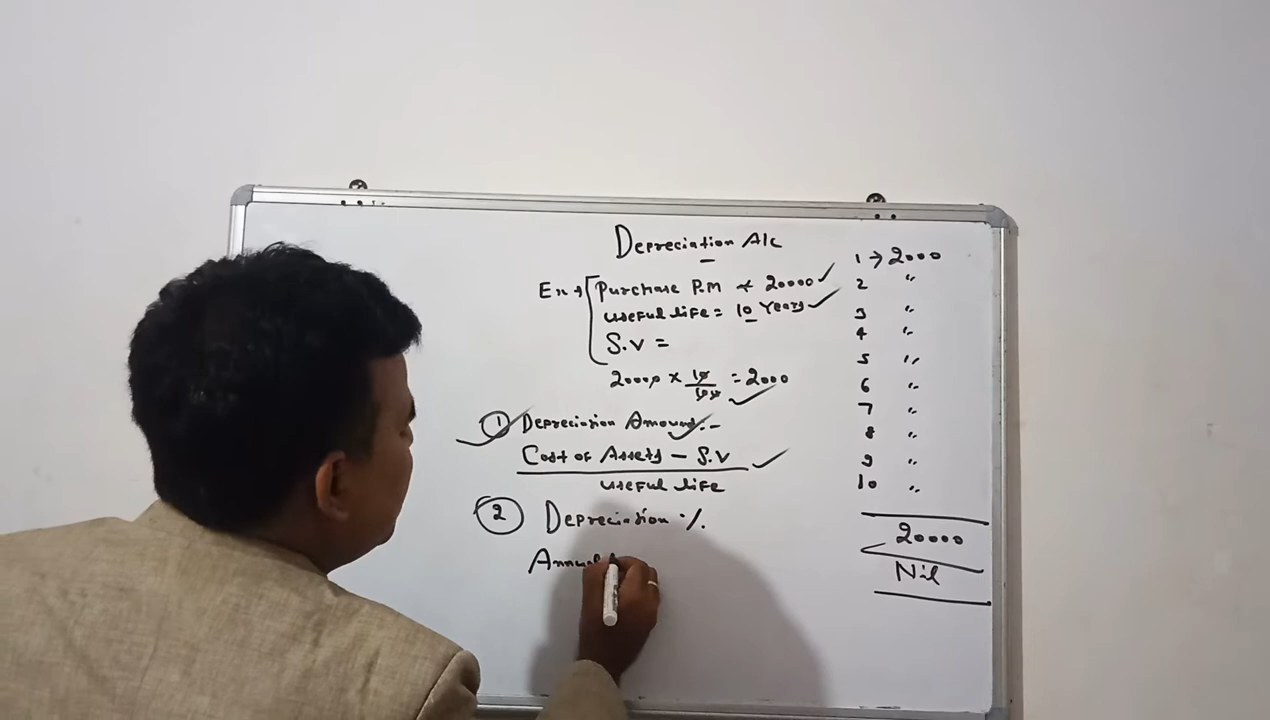 Depreciation A/c
Ex → Purchase P.M → 20000 ✓
useful life = 10 Years ✓
S.V =
20000 × 10/100 = 2000 ✓
① Depreciation Amount :-
Cost of Assets - S.V ✓
useful life
② Depreciation %
Annual
1 → 2000
2 "
3 "
4 "
5 "
6 "
7 "
8 "
9 "
10 "
20000
Nil